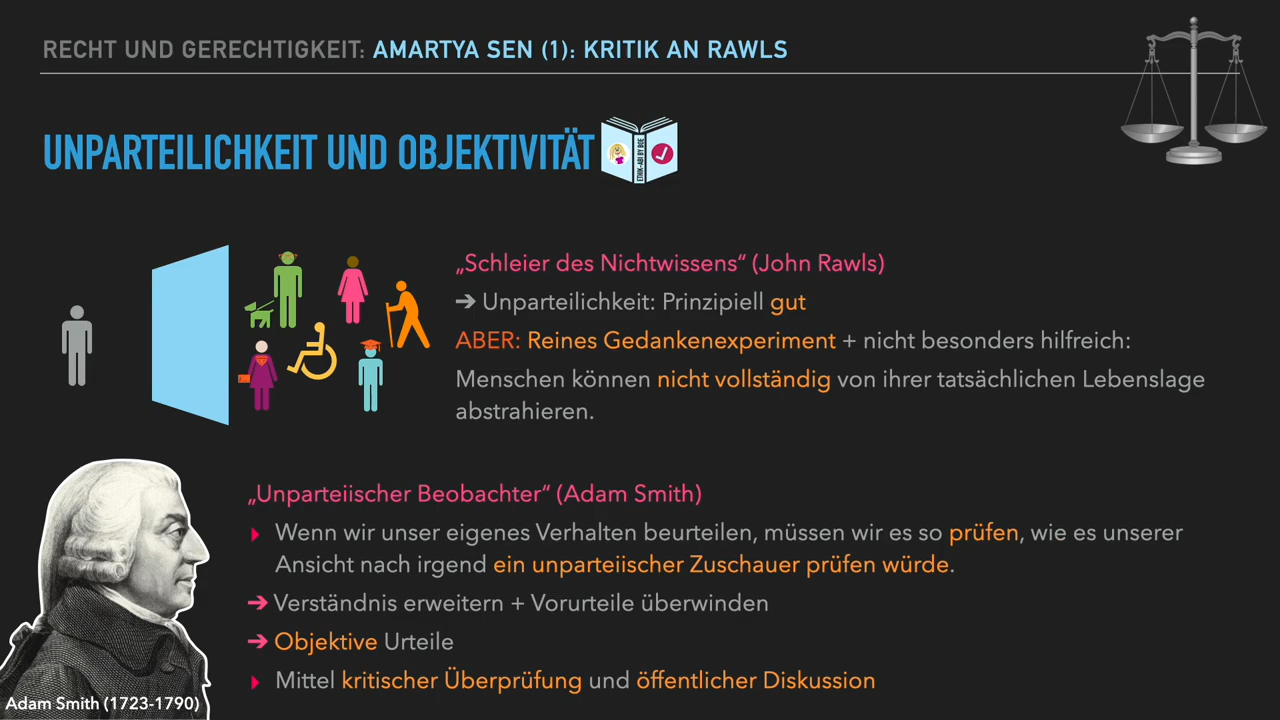 RECHT UND GERECHTIGKEIT: AMARTYA SEN (1): KRITIK AN RAWLS
UNPARTEILICHKEIT UND OBJEKTIVITÄT
ETHIK-ABI BY BOE
„Schleier des Nichtwissens“ (John Rawls)
➔ Unparteilichkeit: Prinzipiell gut
ABER: Reines Gedankenexperiment + nicht besonders hilfreich:
Menschen können nicht vollständig von ihrer tatsächlichen Lebenslage
abstrahieren.
„Unparteiischer Beobachter“ (Adam Smith)
Wenn wir unser eigenes Verhalten beurteilen, müssen wir es so prüfen, wie es unserer
Ansicht nach irgend ein unparteiischer Zuschauer prüfen würde.
➔ Verständnis erweitern + Vorurteile überwinden
➔ Objektive Urteile
Mittel kritischer Überprüfung und öffentlicher Diskussion
Adam Smith (1723-1790)